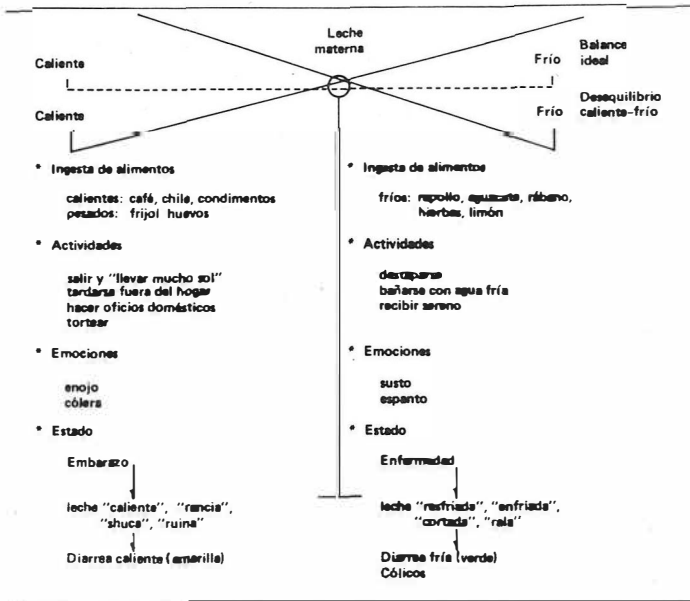 Leche
materna
Balance
ideal
Caliente
Frío
Desequilibrio
caliente-frío
Caliente
Frío
* Ingesta de alimentos
calientes: café, chile, condimentos
pesados: frijol huevos
* Actividades
salir y "llevar mucho sol"
tardarse fuera del hogar
hacer oficios domésticos
tortear
* Emociones
enojo
cólera
* Estado
Embarazo
leche "caliente", "rancia",
"shuca", "ruina"
Diarrea caliente (amarilla)
* Ingesta de alimentos
fríos: repollo, aguacate, rábano,
hierbas, limón
* Actividades
destaparse
bañarse con agua fría
recibir sereno
* Emociones
susto
espanto
* Estado
Enfermedad
leche "resfriada", "enfriada",
"cortada", "rala"
Diarrea fría (verde)
Cólicos